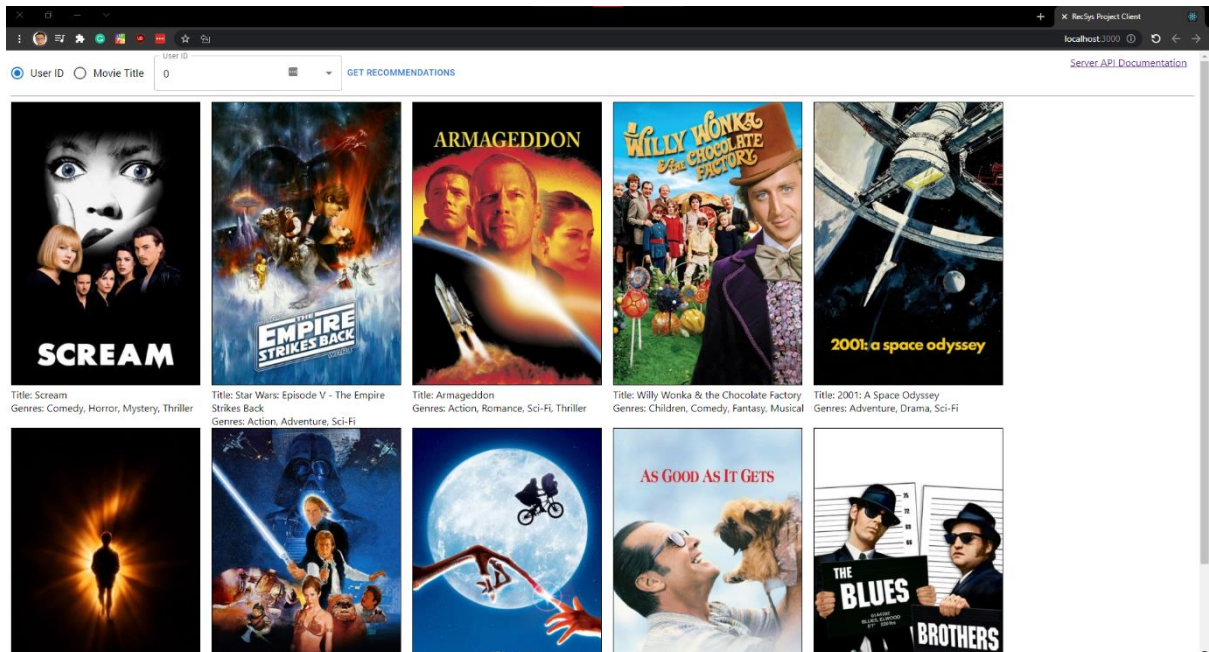 RecSys Project Client
localhost:3000
User ID
Movie Title
User ID
0
GET RECOMMENDATIONS
Server API Documentation
SCREAM
THE
EMPIRE
STRIKES BACK
ARMAGEDDON
WILLY WONKA
& THE CHOCOLATE
FACTORY
2001: a space odyssey
Title: Scream
Genres: Comedy, Horror, Mystery, Thriller
Title: Star Wars: Episode V - The Empire
Strikes Back
Genres: Action, Adventure, Sci-Fi
Title: Armageddon
Genres: Action, Romance, Sci-Fi, Thriller
Title: Willy Wonka & the Chocolate Factory
Genres: Children, Comedy, Fantasy, Musical
Title: 2001: A Space Odyssey
Genres: Adventure, Drama, Sci-Fi
AS GOOD AS IT GETS
THE
BLUES
BROTHERS